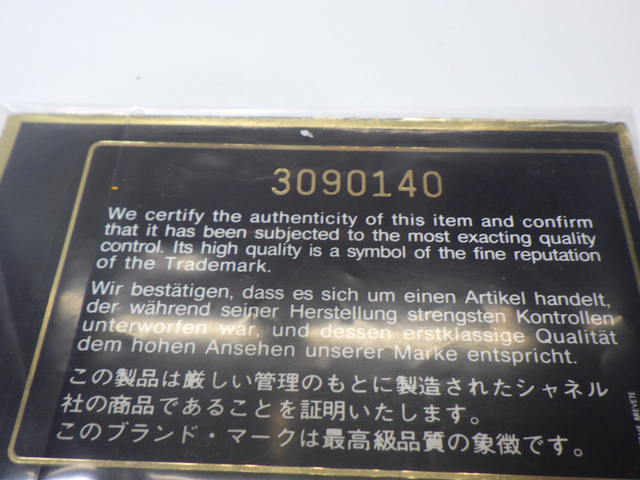 3090140
We certify the authenticity of this item and confirm
that it has been subjected to the most exacting quality
control. Its high quality is a symbol of the fine reputation
of the Trademark.
Wir bestätigen, dass es sich um einen Artikel handelt,
der während seiner Herstellung strengsten Kontrollen
unterworfen war, und dessen erstklassige Qualität
dem hohen Ansehen unserer Marke entspricht.
この製品は厳しい管理のもとに製造されたシャネル
社の商品であることを証明いたします。
このブランド・マークは最高級品質の象徴です。
BREVETE